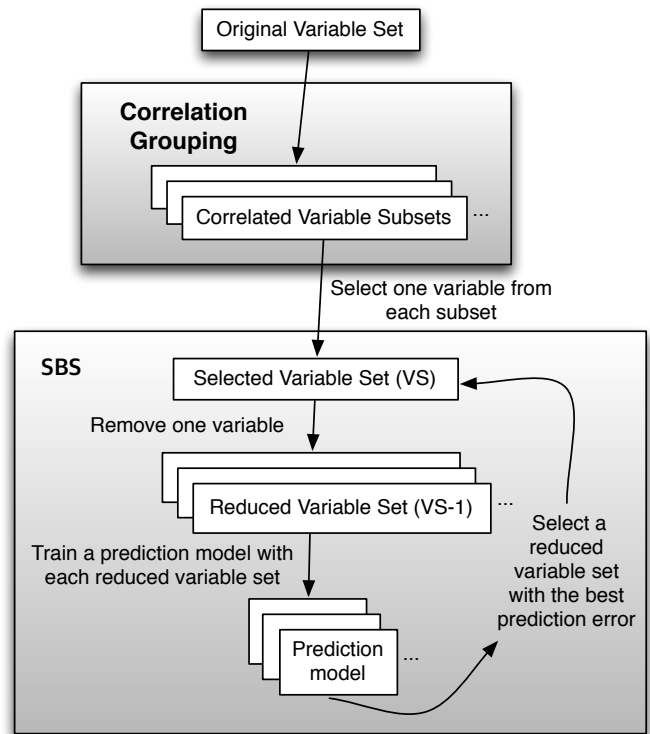 Original Variable Set
Correlation
Grouping
Correlated Variable Subsets
...
Select one variable from
each subset
SBS
Selected Variable Set (VS)
Remove one variable
Reduced Variable Set (VS-1)
...
Train a prediction model with
each reduced variable set
Select a
reduced
variable set
with the best
prediction error
Prediction
model
...